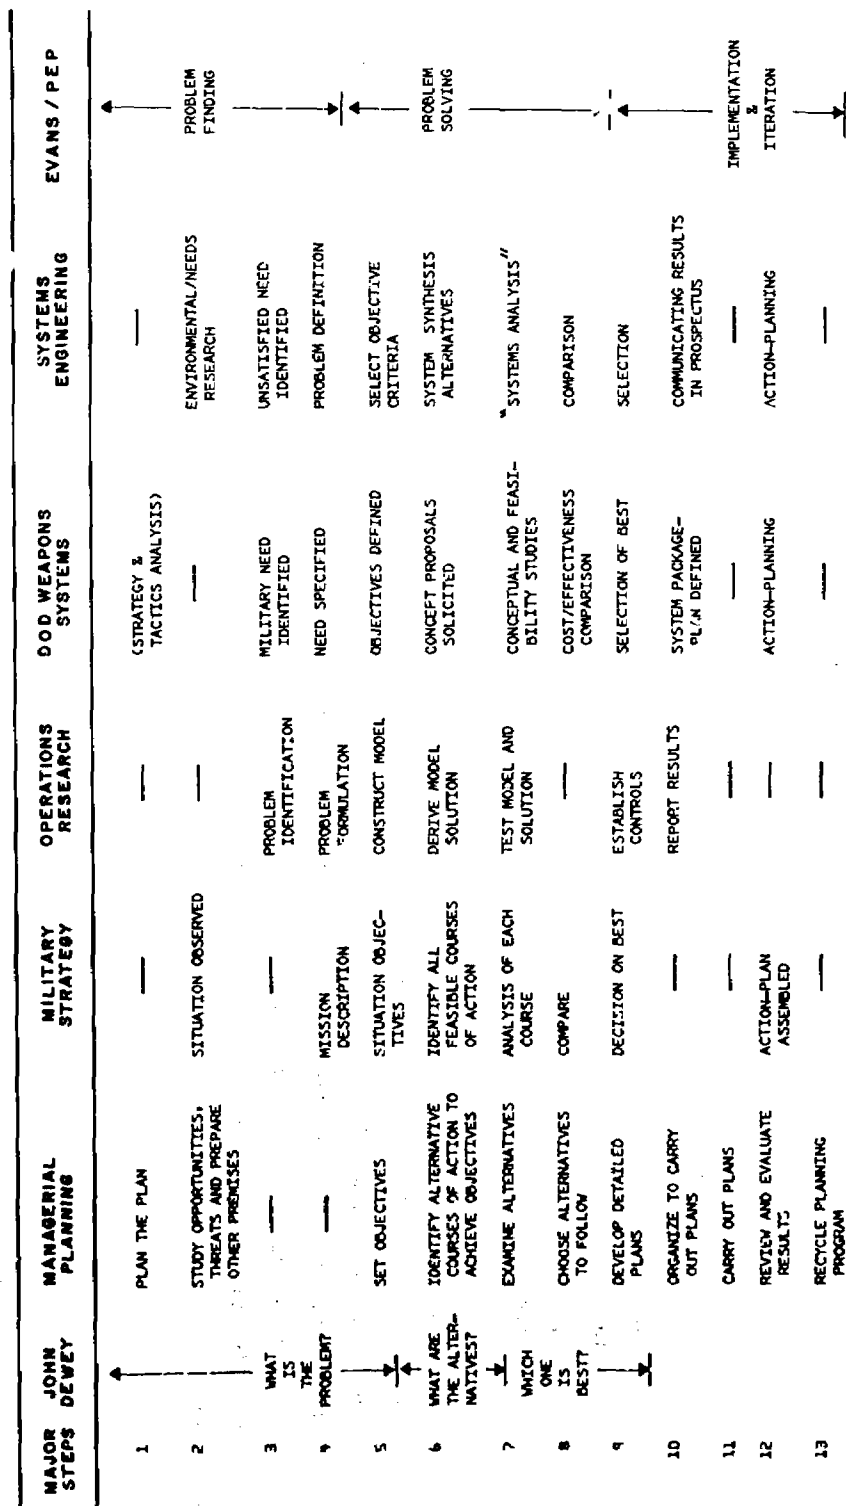 MAJOR STEPS
JOHN DEWEY
MANAGERIAL PLANNING
MILITARY STRATEGY
OPERATIONS RESEARCH
DOD WEAPONS SYSTEMS
SYSTEMS ENGINEERING
EVANS / PEP
1
PLAN THE PLAN
—
—
(STRATEGY &
TACTICS ANALYSIS)
—
2
STUDY OPPORTUNITIES,
THREATS AND PREPARE
OTHER PREMISES
SITUATION OBSERVED
—
—
ENVIRONMENTAL/NEEDS
RESEARCH
PROBLEM
FINDING
3
WHAT
IS
THE
PROBLEM?
—
—
PROBLEM
IDENTIFICATION
MILITARY NEED
IDENTIFIED
UNSATISFIED NEED
IDENTIFIED
4
—
MISSION
DESCRIPTION
PROBLEM
FORMULATION
NEED SPECIFIED
PROBLEM DEFINITION
5
SET OBJECTIVES
SITUATION OBJEC-
TIVES
CONSTRUCT MODEL
OBJECTIVES DEFINED
SELECT OBJECTIVE
CRITERIA
6
WHAT ARE
THE ALTER-
NATIVES?
IDENTIFY ALTERNATIVE
COURSES OF ACTION TO
ACHIEVE OBJECTIVES
IDENTIFY ALL
FEASIBLE COURSES
OF ACTION
DERIVE MODEL
SOLUTION
CONCEPT PROPOSALS
SOLICITED
SYSTEM SYNTHESIS
ALTERNATIVES
PROBLEM
SOLVING
7
WHICH
ONE
IS
BEST?
EXAMINE ALTERNATIVES
ANALYSIS OF EACH
COURSE
TEST MODEL AND
SOLUTION
CONCEPTUAL AND FEASI-
BILITY STUDIES
"SYSTEMS ANALYSIS"
8
CHOOSE ALTERNATIVES
TO FOLLOW
COMPARE
—
COST/EFFECTIVENESS
COMPARISON
COMPARISON
9
DEVELOP DETAILED
PLANS
DECISION ON BEST
ESTABLISH
CONTROLS
SELECTION OF BEST
SELECTION
10
ORGANIZE TO CARRY
OUT PLANS
—
REPORT RESULTS
SYSTEM PACKAGE-
PLAN DEFINED
COMMUNICATING RESULTS
IN PROSPECTUS
11
CARRY OUT PLANS
—
—
—
—
IMPLEMENTATION
&
ITERATION
12
REVIEW AND EVALUATE
RESULTS
ACTION-PLAN
ASSEMBLED
—
ACTION-PLANNING
ACTION-PLANNING
13
RECYCLE PLANNING
PROGRAM
—
—
—
—